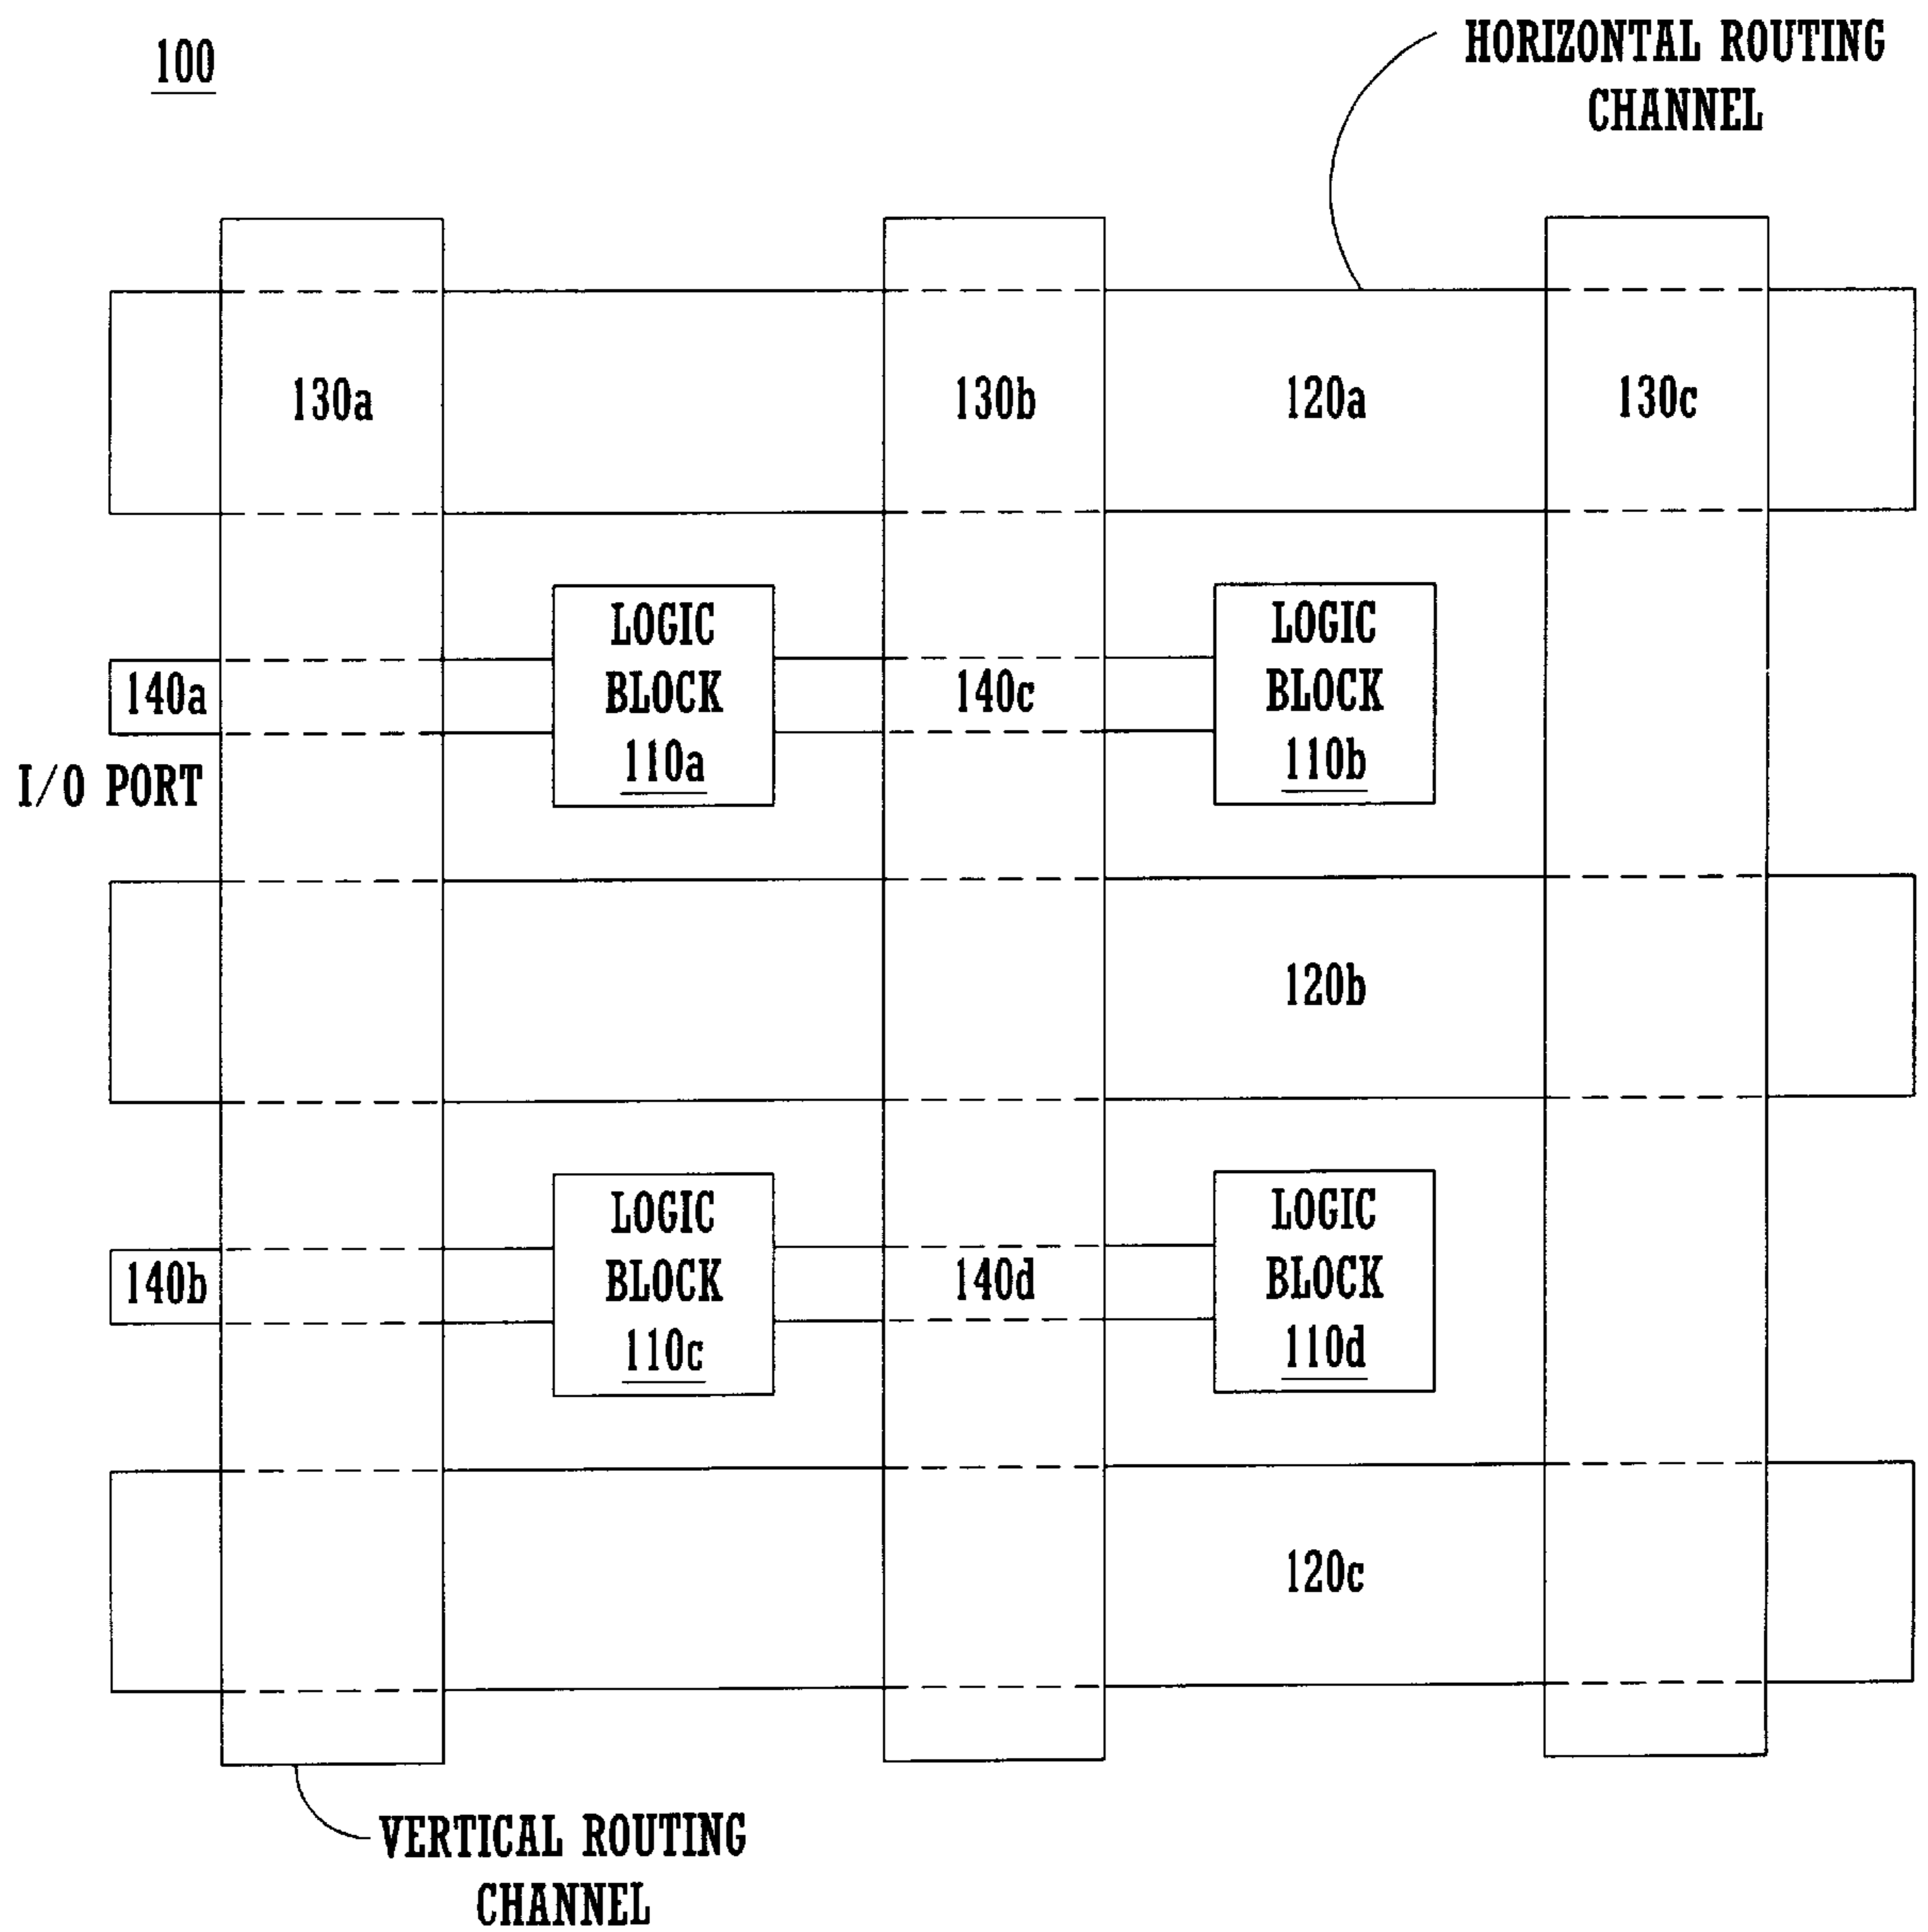 100
HORIZONTAL ROUTING
CHANNEL
130a
130b
120a
130c
LOGIC
BLOCK
110a
LOGIC
BLOCK
110b
140a
140c
I/O PORT
120b
LOGIC
BLOCK
110c
LOGIC
BLOCK
110d
140b
140d
120c
VERTICAL ROUTING
CHANNEL